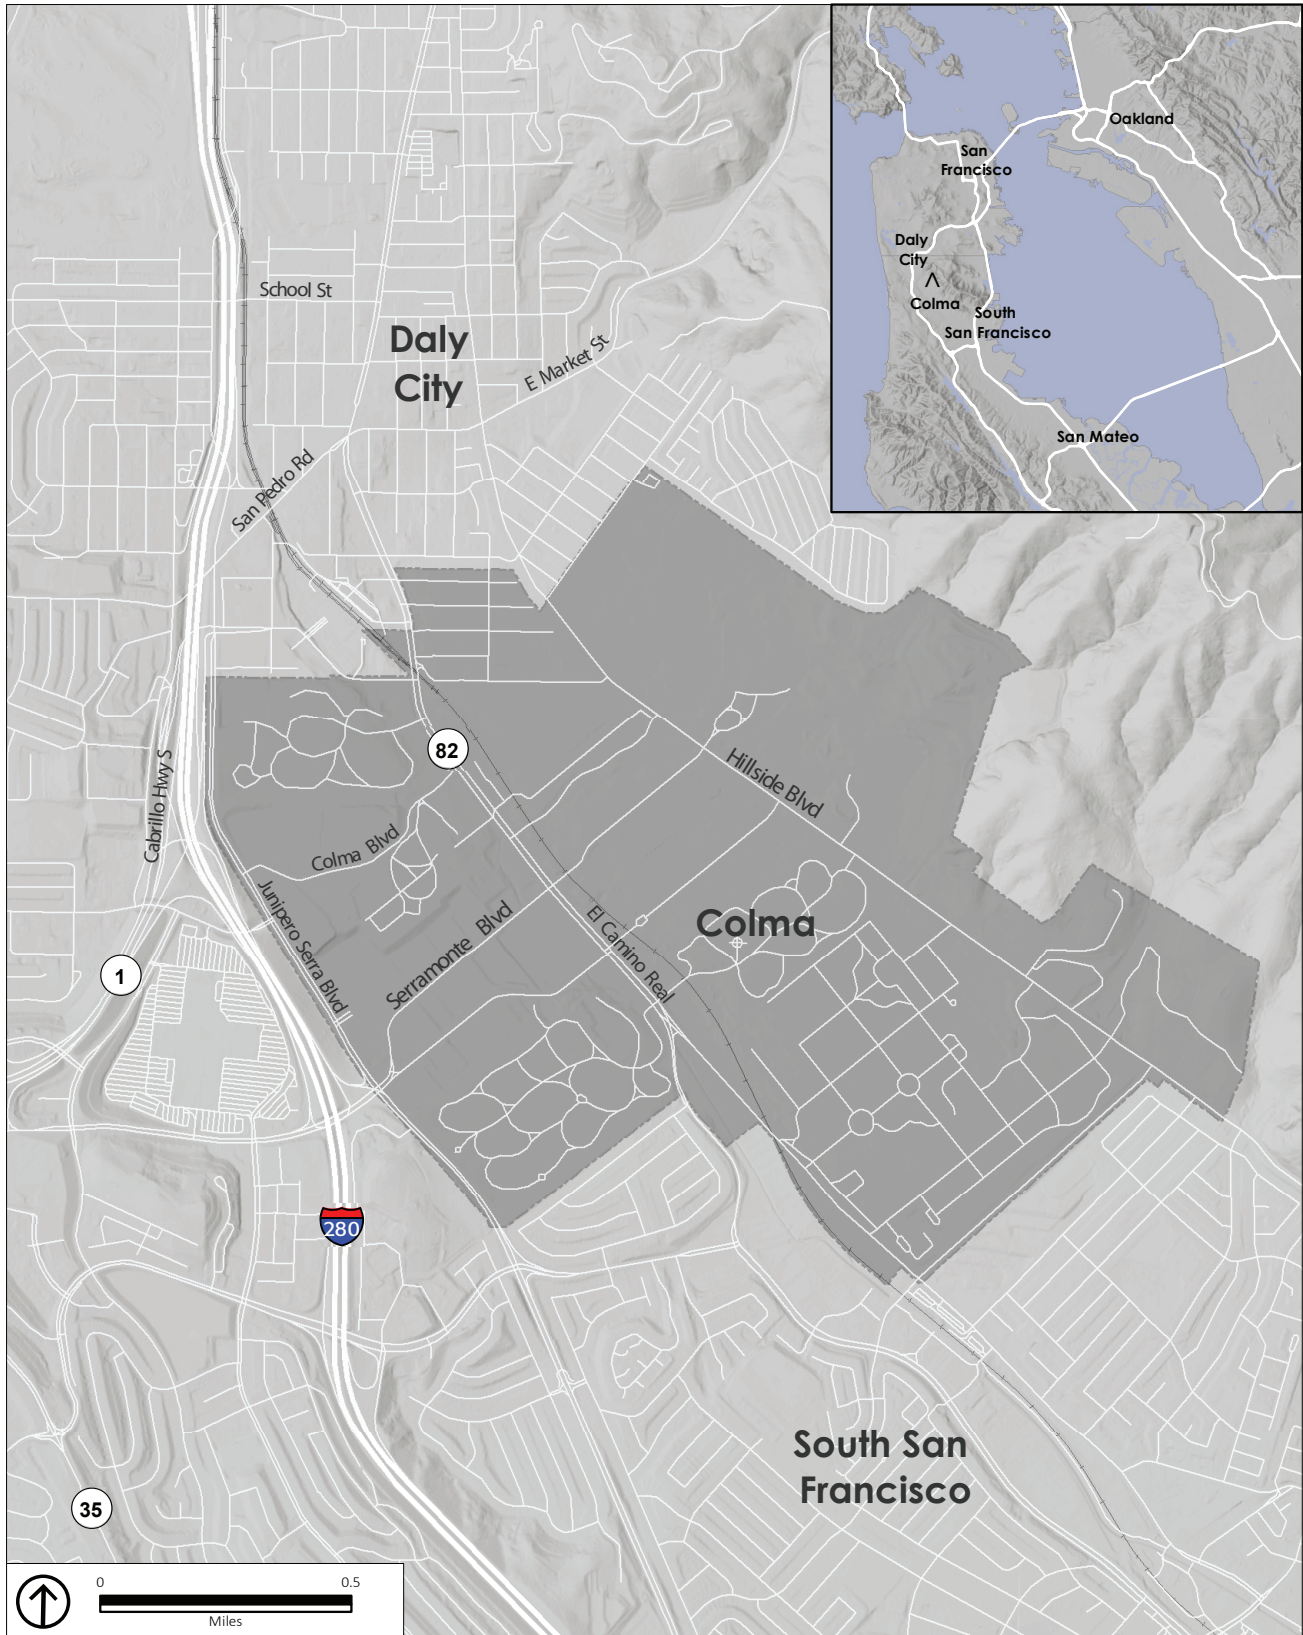 Oakland
San
Francisco
Daly
City
Colma
South
San Francisco
San Mateo
School St
Daly
City
E Market St
San Pedro Rd
82
Hillside Blvd
Cabrillo Hwy S
Colma Blvd
Junipero Serra Blvd
Serramonte Blvd
El Camino Real
Colma
1
280
South San
Francisco
35
0 0.5
Miles